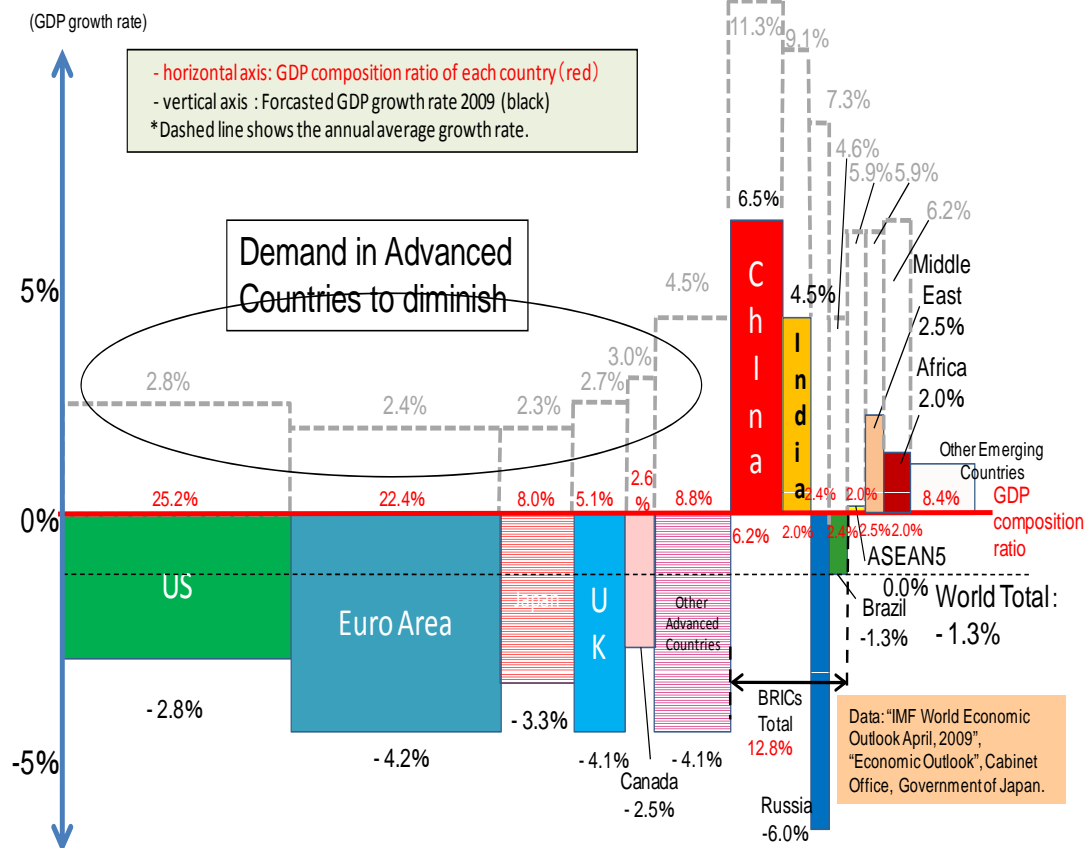 (GDP growth rate)
- horizontal axis: GDP composition ratio of each country(red)
- vertical axis : Forcasted GDP growth rate 2009 (black)
*Dashed line shows the annual average growth rate.
11.3%
9.1%
7.3%
4.6%
5.9%
5.9%
6.2%
Demand in Advanced
Countries to diminish
5%
0%
-5%
2.8%
2.4%
2.3%
2.7%
3.0%
4.5%
6.5%
4.5%
Middle
East
2.5%
Africa
2.0%
Other Emerging
Countries
25.2%
22.4%
8.0%
5.1%
2.6
%
8.8%
6.2%
2.0%
2.4%
2.4%
2.0%
2.5%
2.0%
8.4%
GDP
composition
ratio
US
Euro Area
Japan
U
K
Other
Advanced
Countries
C
h
I
n
a
I
n
d
i
a
ASEAN5
0.0%
Brazil
-1.3%
World Total :
- 1.3%
- 2.8%
- 4.2%
- 3.3%
- 4.1%
Canada
- 2.5%
- 4.1%
BRICs
Total
12.8%
Russia
-6.0%
Data: "IMF World Economic
Outlook April, 2009",
"Economic Outlook", Cabinet
Office, Government of Japan.